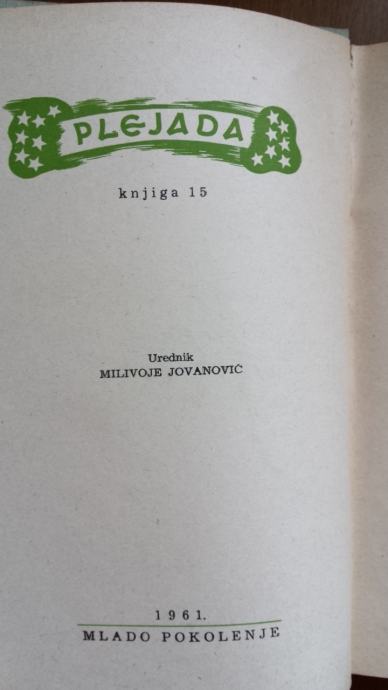 PLEJADA
knjiga 15
Urednik
MILIVOJE JOVANOVIĆ
1961.
MLADO POKOLENJE